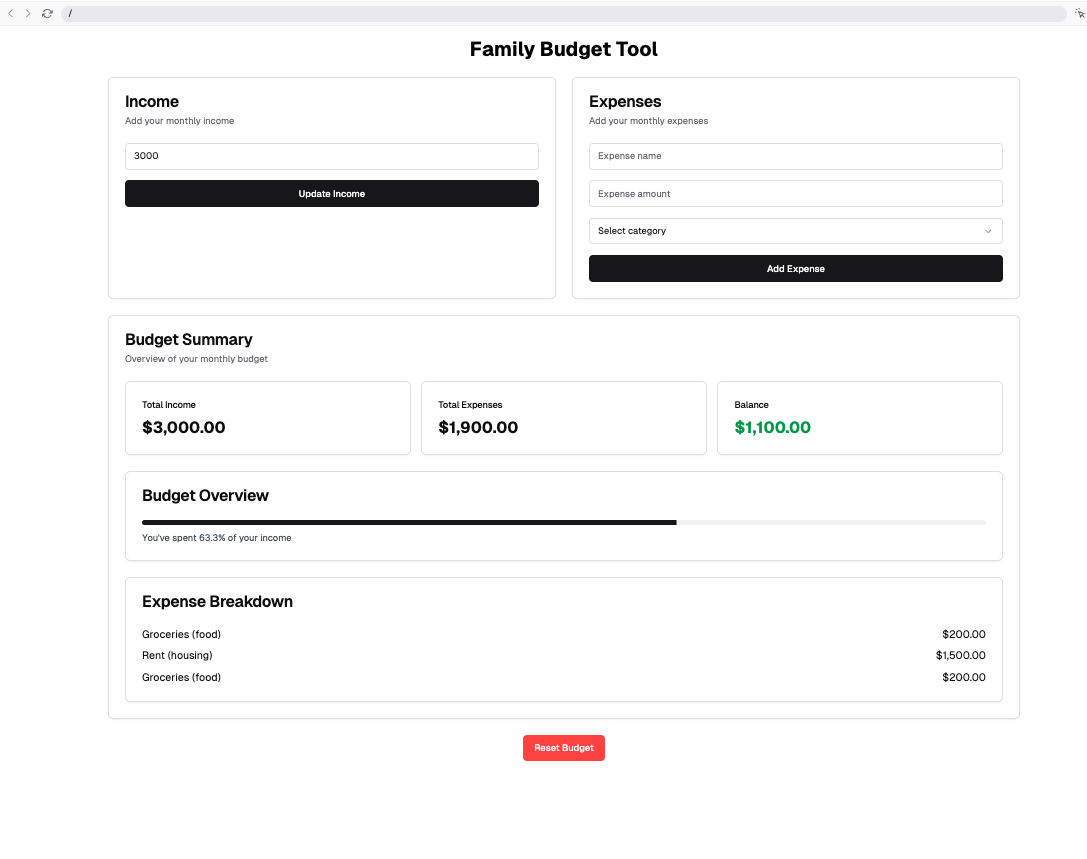 /
Family Budget Tool
Income
Add your monthly income
3000
Update Income
Expenses
Add your monthly expenses
Expense name
Expense amount
Select category
Add Expense
Budget Summary
Overview of your monthly budget
Total Income
$3,000.00
Total Expenses
$1,900.00
Balance
$1,100.00
Budget Overview
You've spent 63.3% of your income
Expense Breakdown
Groceries (food) $200.00
Rent (housing) $1,500.00
Groceries (food) $200.00
Reset Budget